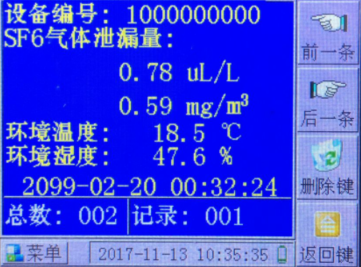 设备编号: 1000000000
SF6气体泄漏量:
0.78 uL/L
0.59 mg/m³
环境温度: 18.5 ℃
环境湿度: 47.6 %
2099-02-20 00:32:24
总数: 002 记录: 001
前一条
后一条
删除键
返回键
菜单 2017-11-13 10:35:35